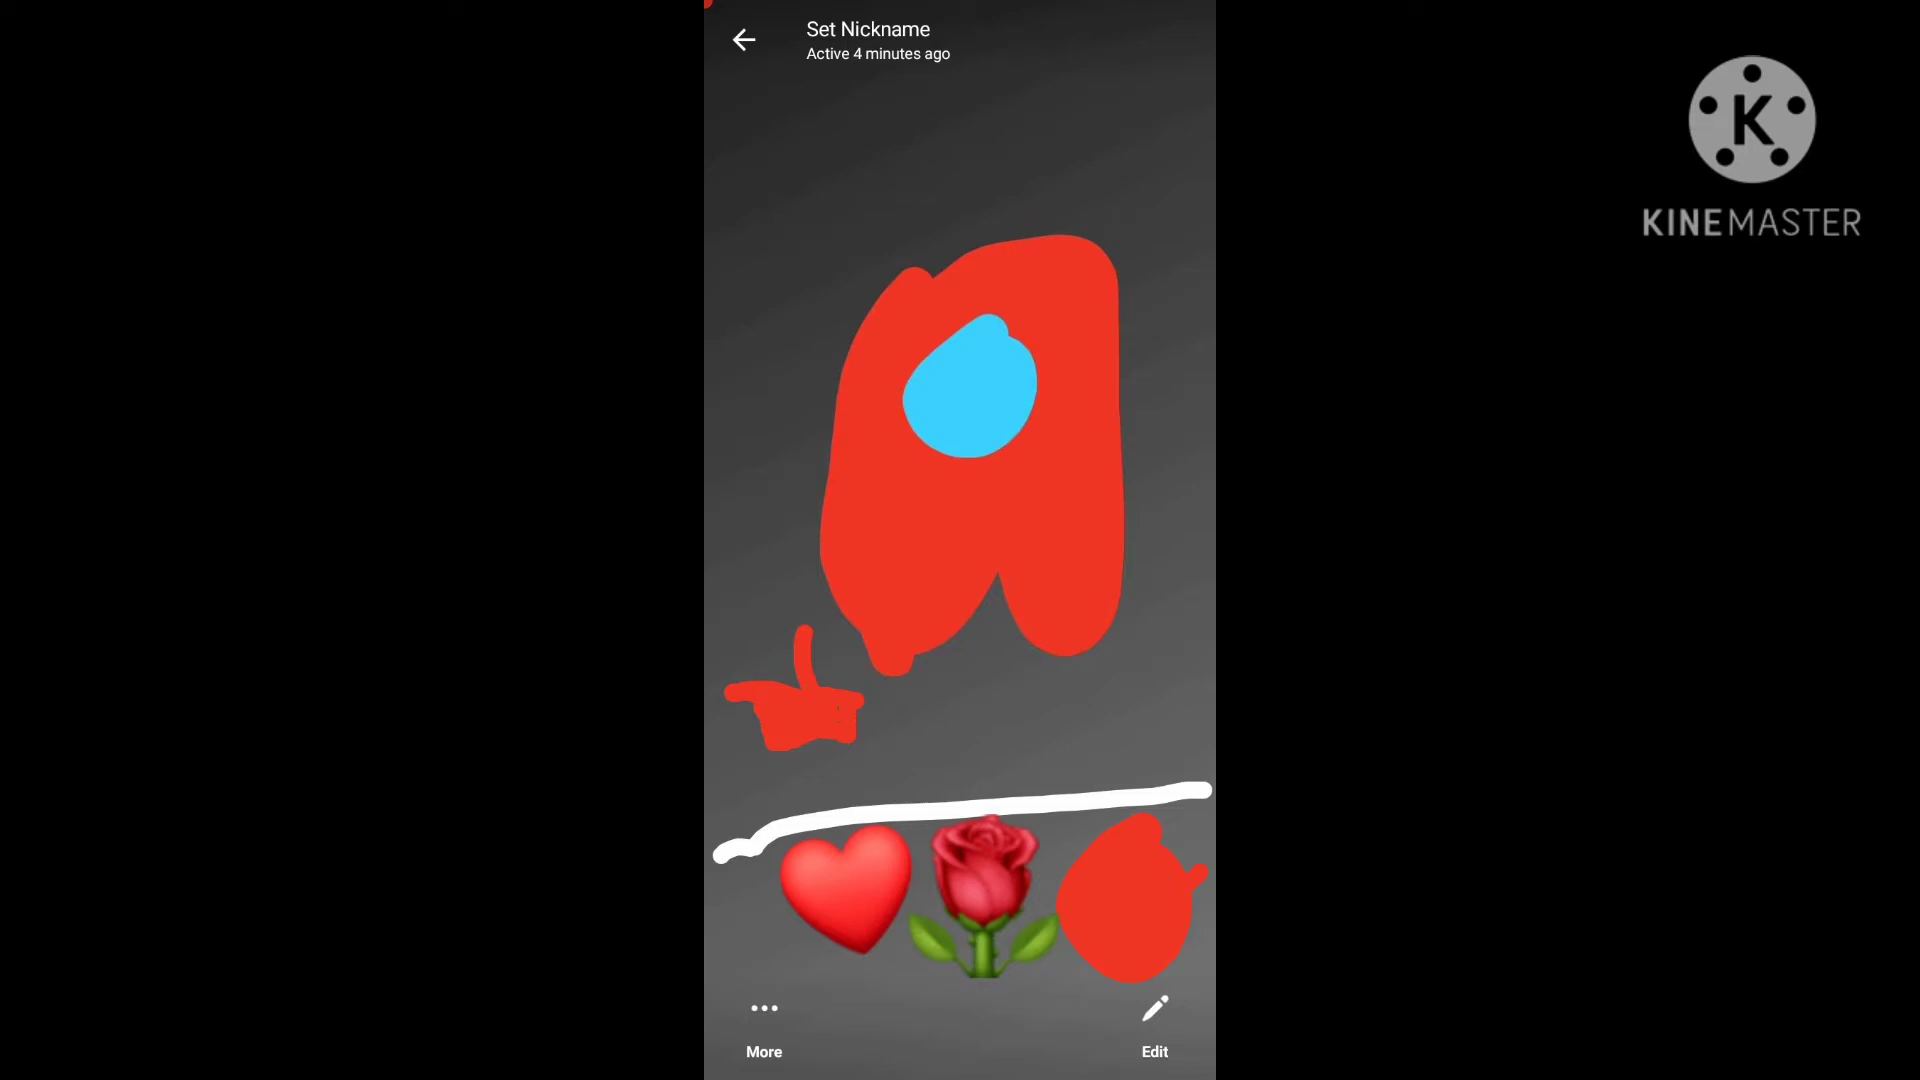 Set Nickname
Active 4 minutes ago
K
KINEMASTER
More
Edit